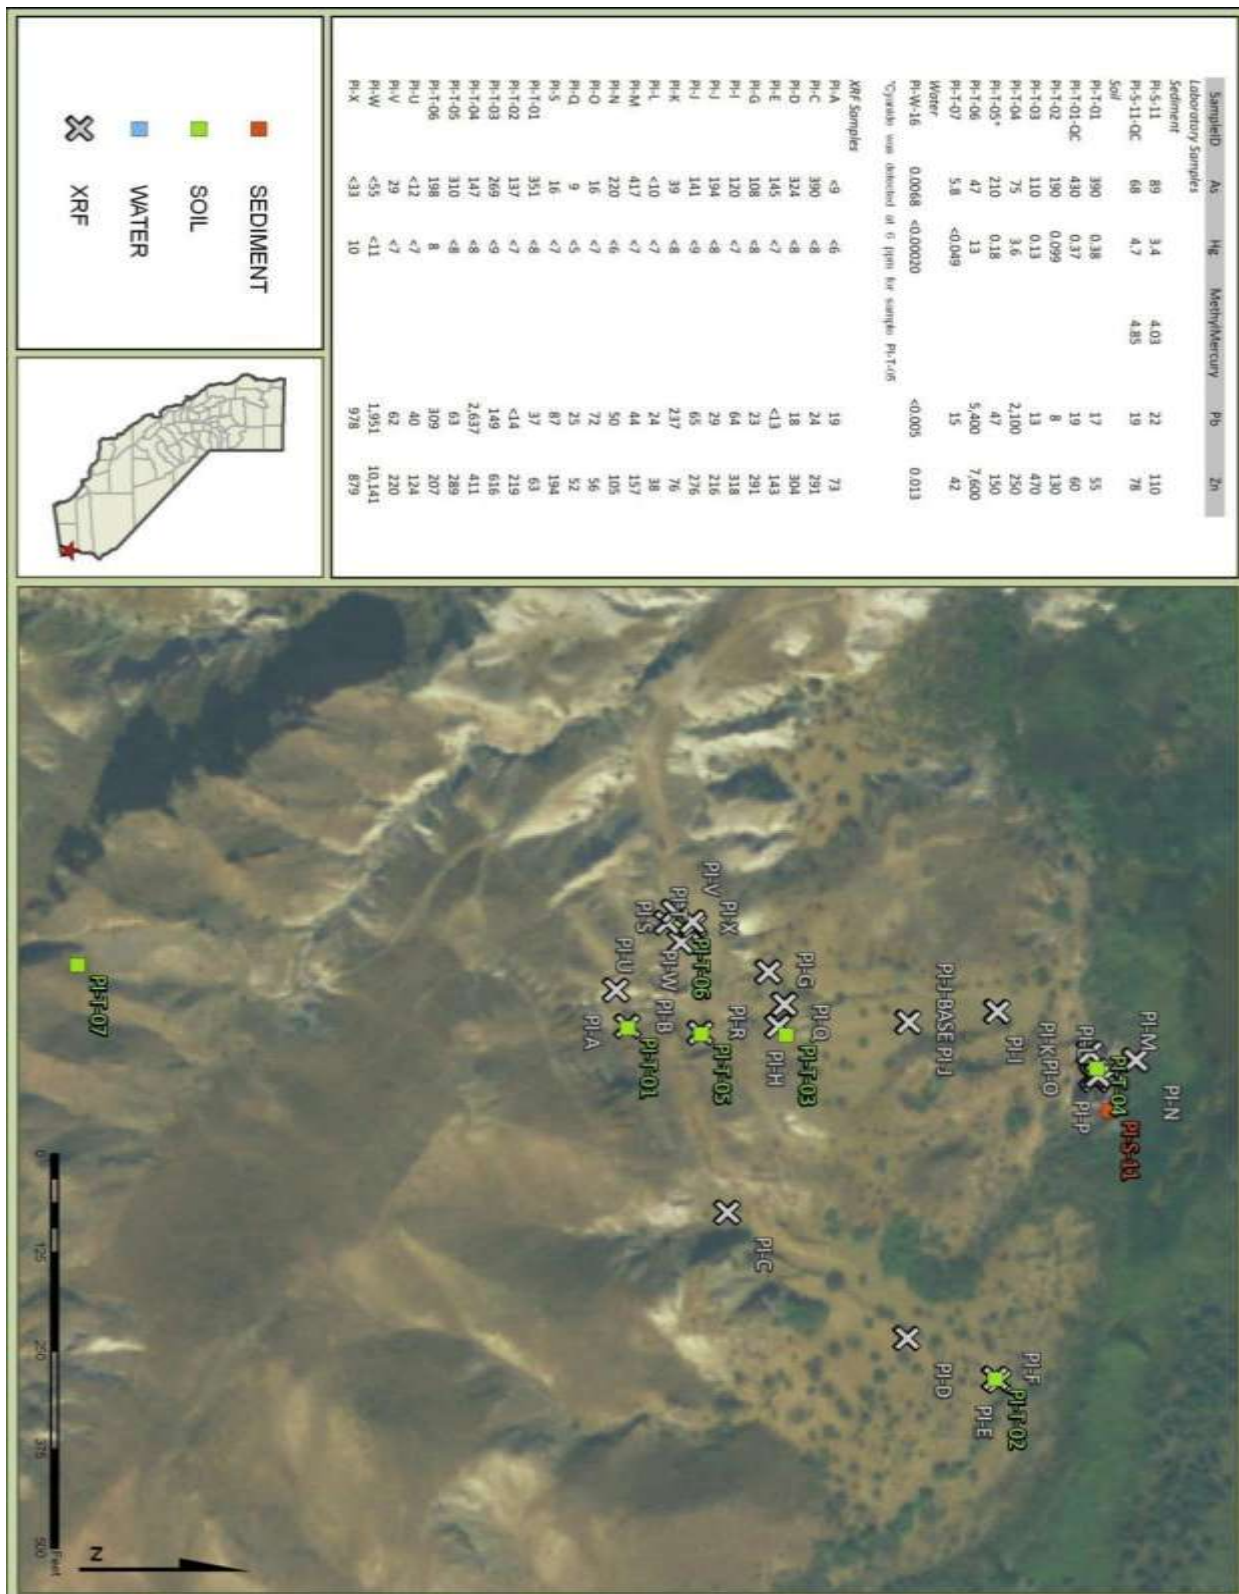 SampleID As Hg MethylMercury Pb Zn
Laboratory Samples
Sediment
PI-S-11 89 3.4 4.03 22 110
PI-S-11-QC 68 4.7 4.85 19 78
Soil
PI-T-01 390 0.38 17 55
PI-T-01-QC 430 0.37 19 60
PI-T-02 190 0.099 8 130
PI-T-03 110 0.13 13 470
PI-T-04 75 3.6 2,100 250
PI-T-05* 210 0.18 47 150
PI-T-06 47 13 5,400 7,600
PI-T-07 5.8 <0.049 15 42
Water
PI-W-16 0.0068 <0.00020 <0.005 0.013
*Cyanide was detected at 6 ppm for sample PI-T-05
XRF Samples
PI-A <9 <6 19 73
PI-C 390 <8 24 291
PI-D 324 <8 18 304
PI-E 145 <7 <13 143
PI-G 108 <8 23 291
PI-I 120 <7 64 318
PI-J 194 <8 29 216
PI-J 141 <9 65 276
PI-K 39 <8 237 76
PI-L <10 <7 24 38
PI-M 417 <7 44 157
PI-N 220 <6 50 105
PI-O 16 <7 72 56
PI-Q 9 <5 25 52
PI-S 16 <7 87 194
PI-T-01 351 <8 37 63
PI-T-02 137 <7 <14 219
PI-T-03 269 <9 149 616
PI-T-04 147 <8 2,637 411
PI-T-05 310 <8 63 289
PI-T-06 198 8 309 207
PI-U <12 <7 40 124
PI-V 29 <7 62 220
PI-W <55 <11 1,951 10,141
PI-X <33 10 978 879
SEDIMENT
SOIL
WATER
XRF
PI-M
PI-N
PI-T-04
PI-S-11
PI-K
PI-O
PI-P
PI-I
PI-F
PI-T-02
PI-E
PI-J-BASE PI-J
PI-D
PI-G
PI-Q
PI-T-03
PI-H
PI-R
PI-C
PI-V
PI-X
PI-T-06
PI-T-05
PI-S
PI-W
PI-B
PI-U
PI-T-01
PI-A
PI-T-07
0 125 250 375 500
Feet
N